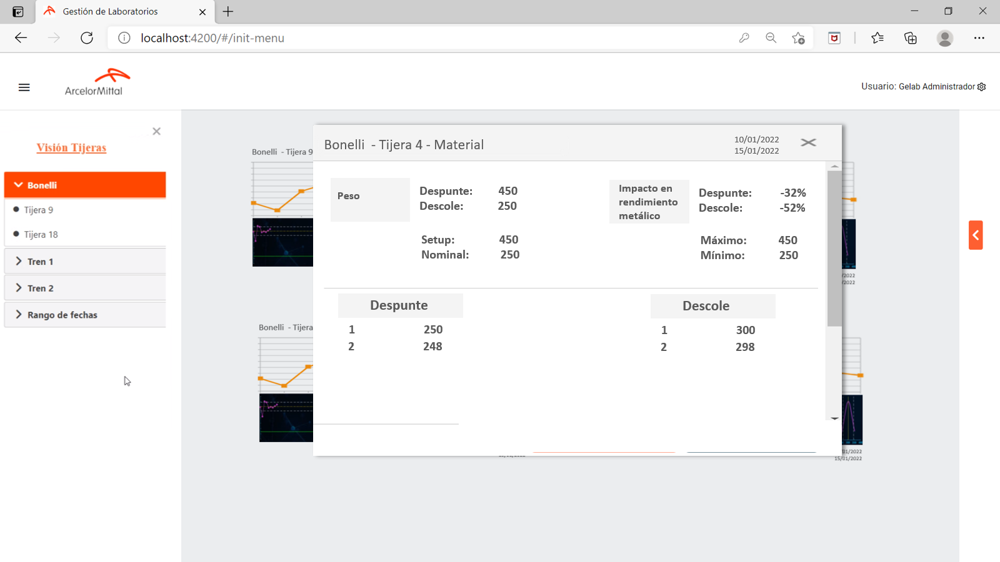 Gestión de Laboratorios
localhost:4200/#/init-menu
ArcelorMittal
Usuario: Gelab Administrador
Visión Tijeras
Bonelli
Tijera 9
Tijera 18
Tren 1
Tren 2
Rango de fechas
Bonelli - Tijera 9
Bonelli - Tijera
Bonelli - Tijera 4 - Material
10/01/2022
15/01/2022
Peso
Despunte: 450
Descole: 250
Setup: 450
Nominal: 250
Impacto en
rendimiento
metálico
Despunte: -32%
Descole: -52%
Máximo: 450
Mínimo: 250
Despunte
1 250
2 248
Descole
1 300
2 298
/2022
/2022
01/2022
15/01/2022